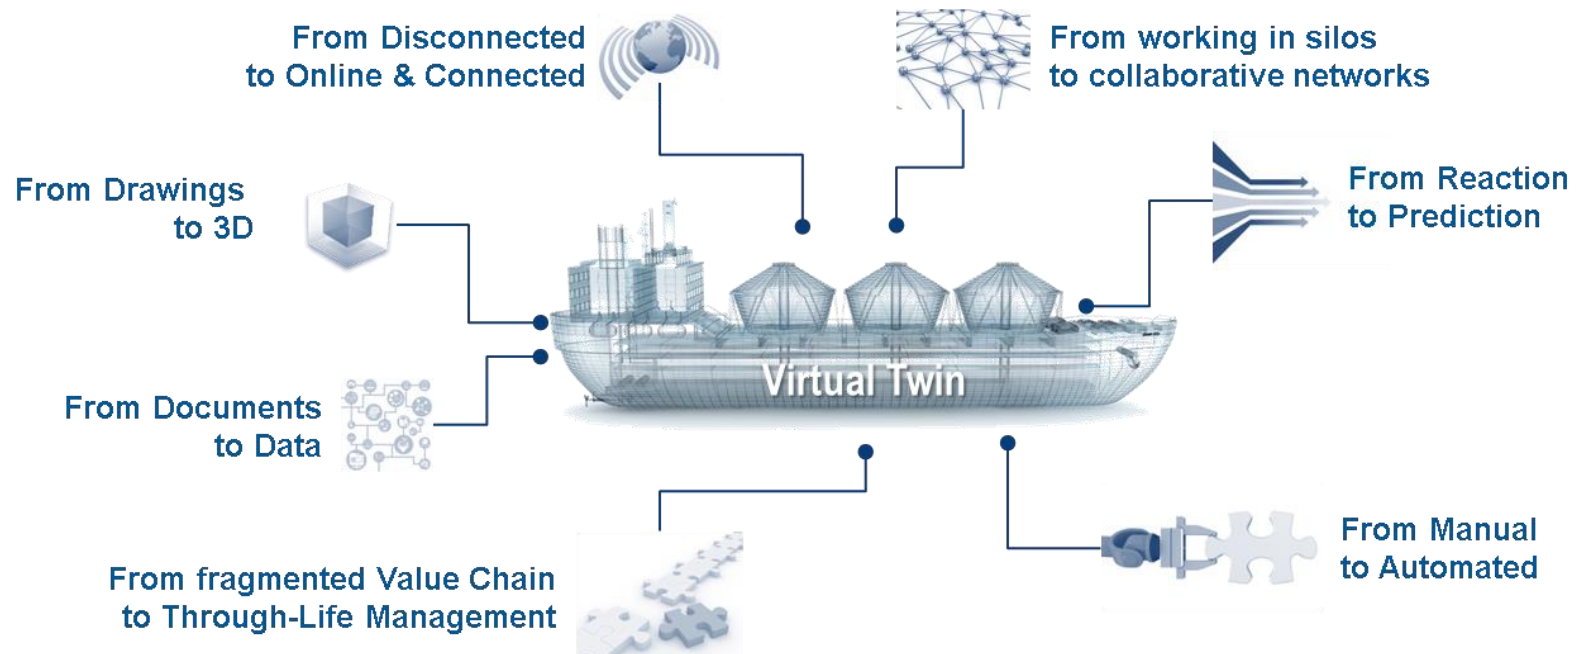 From Disconnected
to Online & Connected
From working in silos
to collaborative networks
From Drawings
to 3D
From Reaction
to Prediction
Virtual Twin
From Documents
to Data
From Manual
to Automated
From fragmented Value Chain
to Through-Life Management